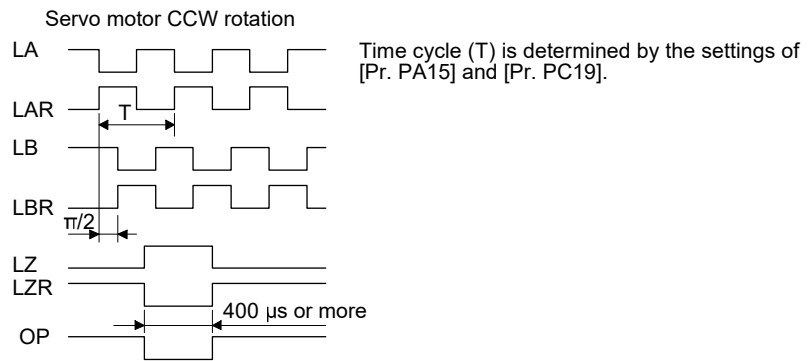 Servo motor CCW rotation
LA
Time cycle (T) is determined by the settings of
[Pr. PA15] and [Pr. PC19].
LAR
T
LB
LBR
π/2
LZ
LZR
400 μs or more
OP